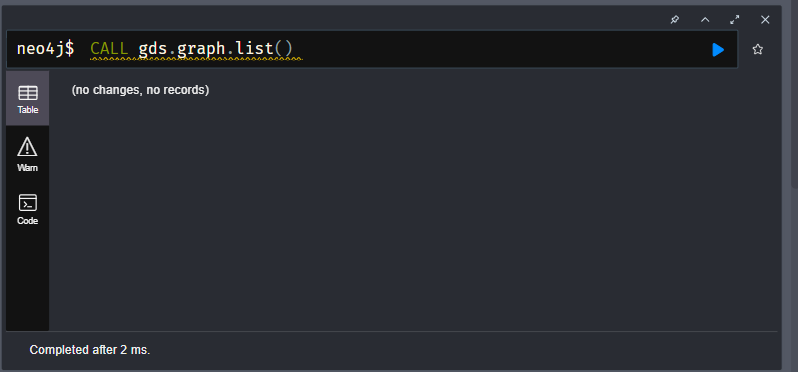 neo4j$ CALL gds.graph.list()
(no changes, no records)
Table
Warn
Code
Completed after 2 ms.